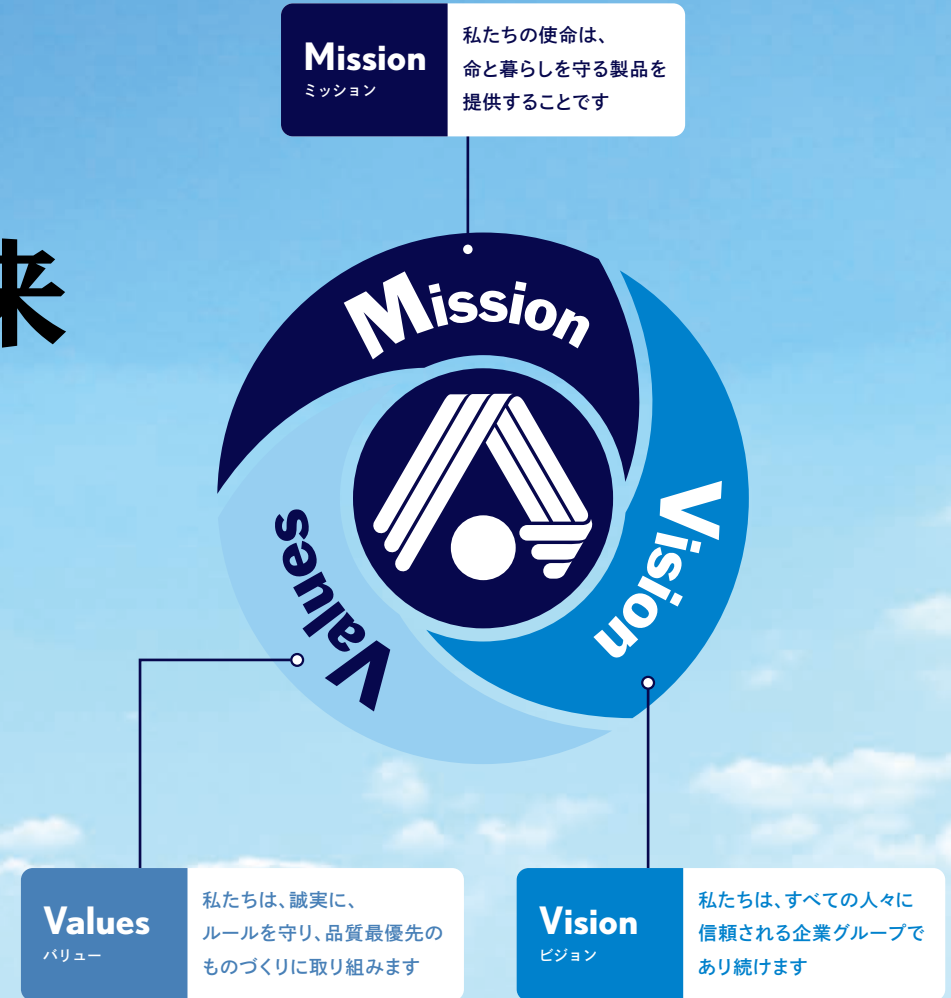 Mission
ミッション
私たちの使命は、
命と暮らしを守る製品を
提供することです
来
Mission
Vision
Values
Values
バリュー
私たちは、誠実に、
ルールを守り、品質最優先の
ものづくりに取り組みます
Vision
ビジョン
私たちは、すべての人々に
信頼される企業グループで
あり続けます